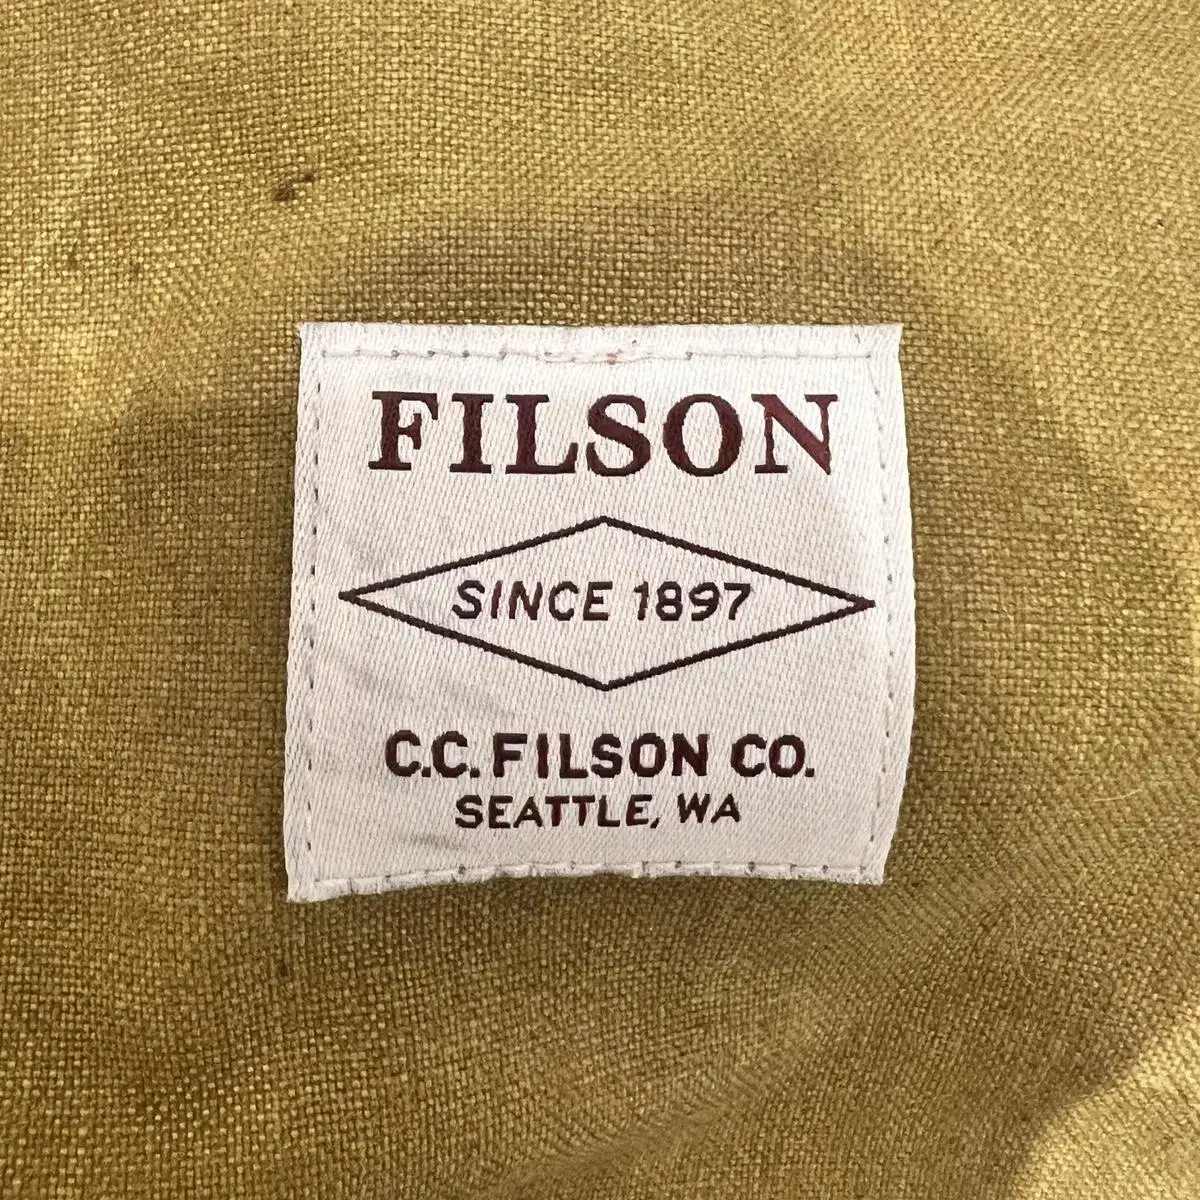 FILSON
SINCE 1897
C.C. FILSON CO.
SEATTLE, WA